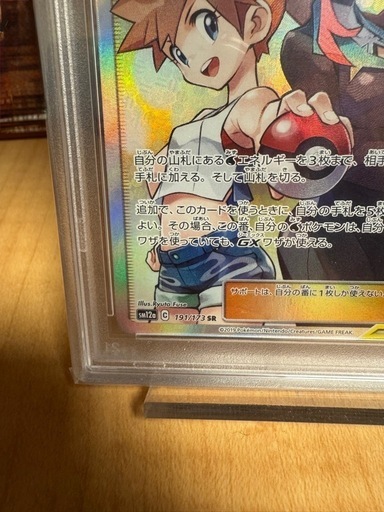 自分の山札にあるエネルギーを3枚まで、相手
手札に加える。そして山札を切る。
追加で、このカードを使うときに、自分の手札を5
よい。その場合、この番、自分のポケモンは、自
ワザを使っていても、GXワザが使える。
サポートは、自分の番に1枚しか使えない
Illus.Ryuta Fuse
SM12a G 191/173 SR
©2019 Pokémon/Nintendo/Creatures/GAME FREAK.